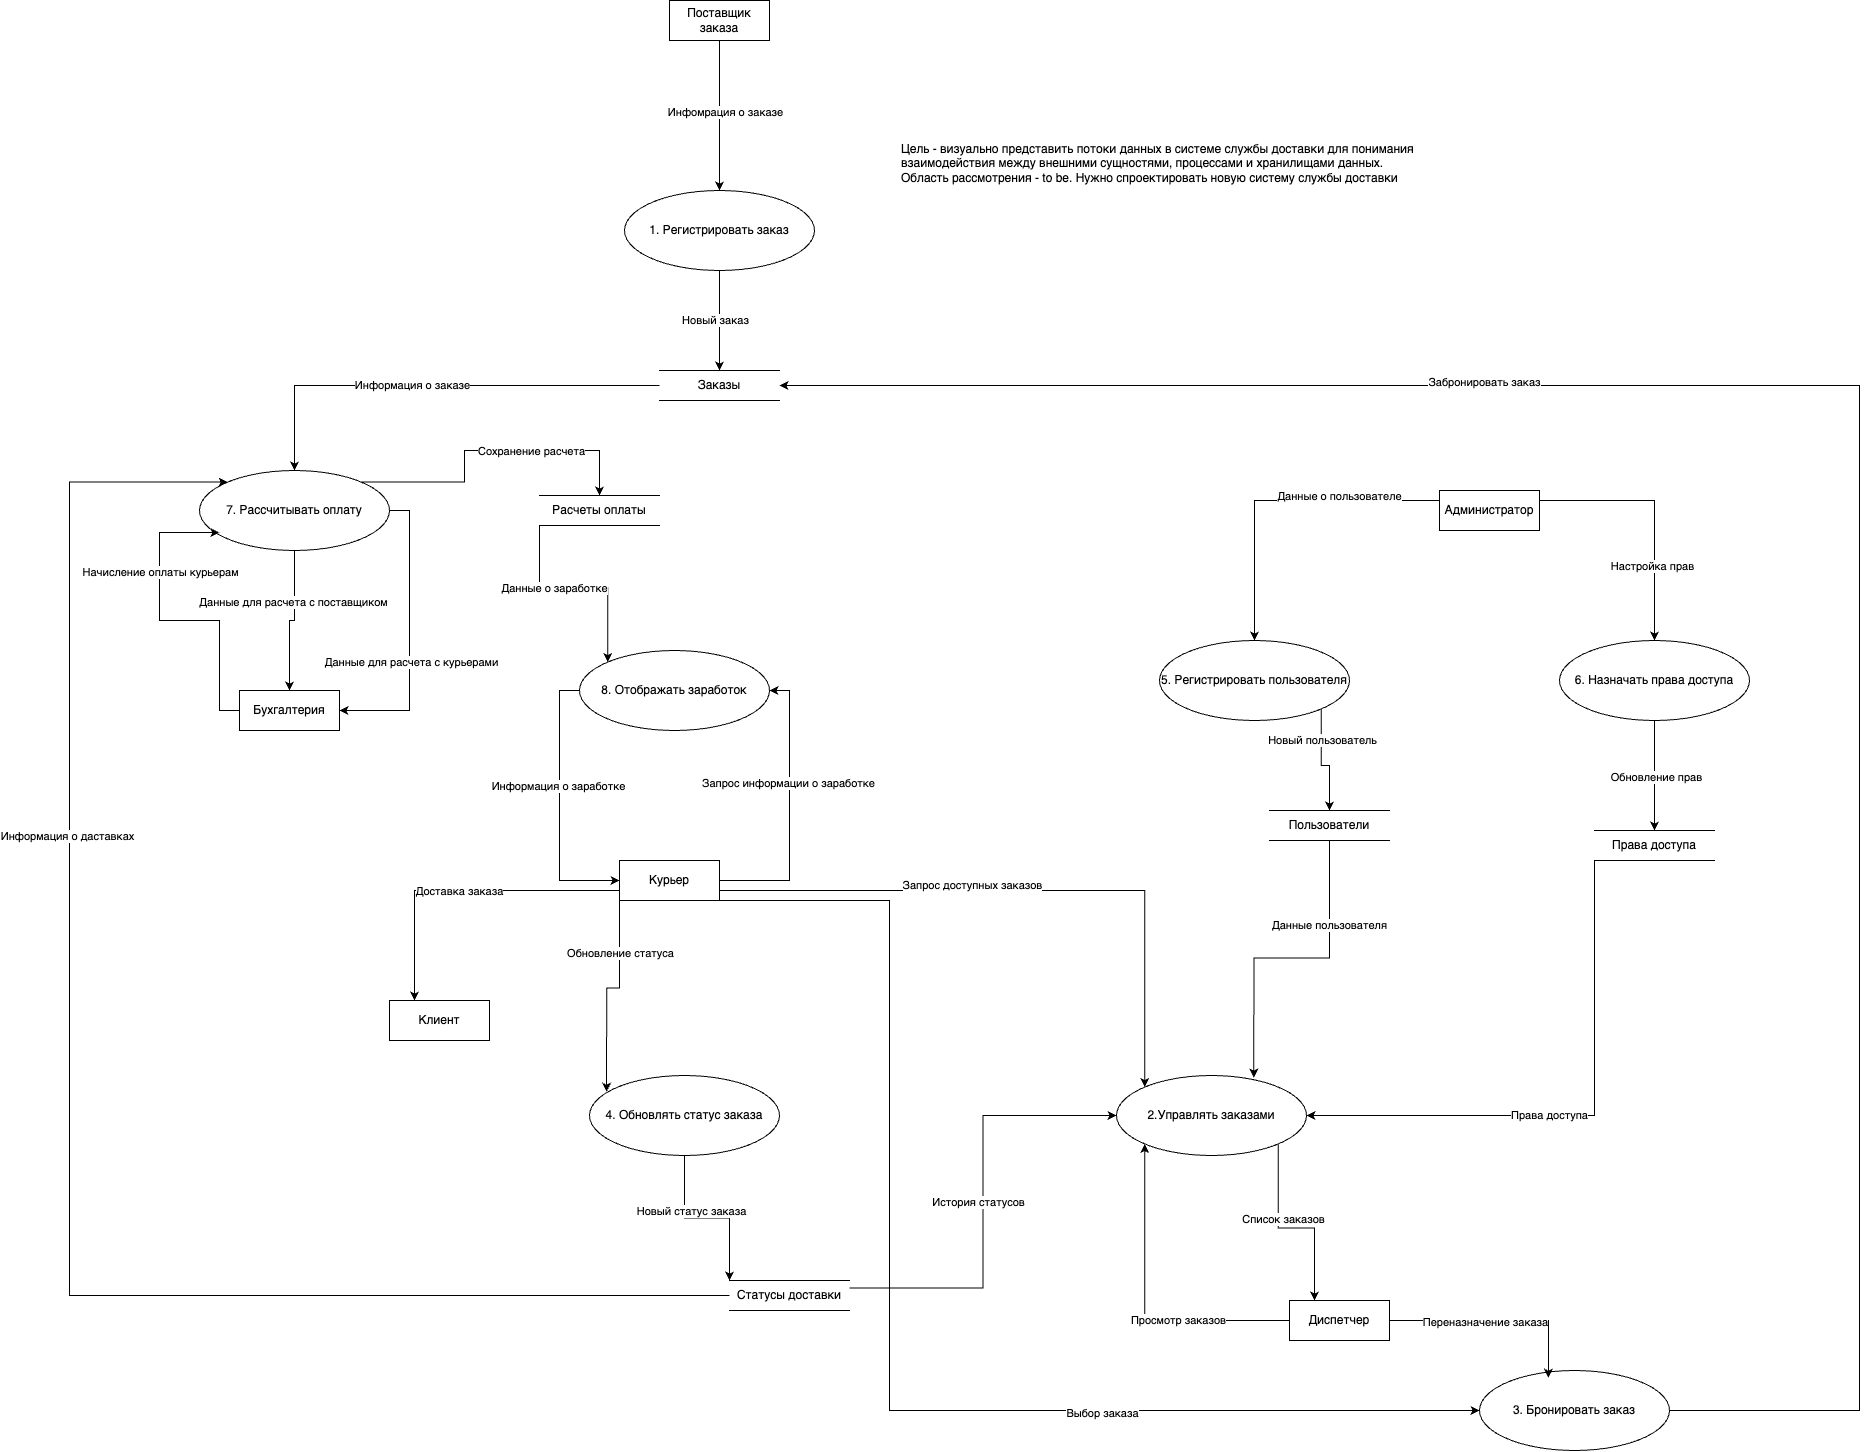 Поставщик
заказа
Инфомрация о заказе
Цель - визуально представить потоки данных в системе службы доставки для понимания
взаимодействия между внешними сущностями, процессами и хранилищами данных.
Область рассмотрения - to be. Нужно спроектировать новую систему службы доставки
1. Регистрировать заказ
Новый заказ
Заказы
Информация о заказе
Забронировать заказ
Сохранение расчета
7. Рассчитывать оплату
Расчеты оплаты
Данные о пользователе
Администратор
Начисление оплаты курьерам
Данные о заработке
Настройка прав
Данные для расчета с поставщиком
Данные для расчета с курьерами
8. Отображать заработок
5. Регистрировать пользователя
6. Назначать права доступа
Бухгалтерия
Новый пользователь
Информация о заработке
Запрос информации о заработке
Обновление прав
Пользователи
Информация о даставках
Права доступа
Курьер
Доставка заказа
Запрос доступных заказов
Данные пользователя
Обновление статуса
Клиент
4. Обновлять статус заказа
2.Управлять заказами
Права доступа
История статусов
Новый статус заказа
Список заказов
Статусы доставки
Просмотр заказов
Диспетчер
Переназначение заказа
Выбор заказа
3. Бронировать заказ